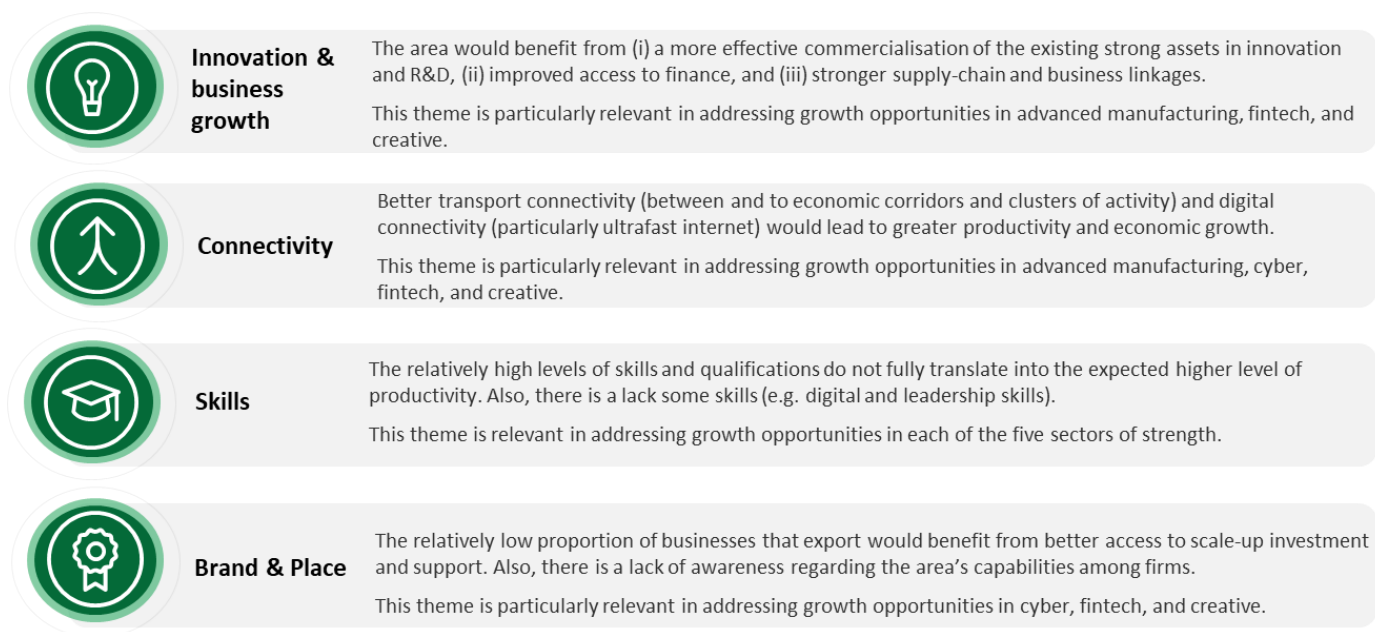 Innovation &
business
growth
The area would benefit from (i) a more effective commercialisation of the existing strong assets in innovation
and R&D, (ii) improved access to finance, and (iii) stronger supply-chain and business linkages.
This theme is particularly relevant in addressing growth opportunities in advanced manufacturing, fintech, and
creative.
Connectivity
Better transport connectivity (between and to economic corridors and clusters of activity) and digital
connectivity (particularly ultrafast internet) would lead to greater productivity and economic growth.
This theme is particularly relevant in addressing growth opportunities in advanced manufacturing, cyber,
fintech, and creative.
Skills
The relatively high levels of skills and qualifications do not fully translate into the expected higher level of
productivity. Also, there is a lack some skills (e.g. digital and leadership skills).
This theme is relevant in addressing growth opportunities in each of the five sectors of strength.
Brand & Place
The relatively low proportion of businesses that export would benefit from better access to scale-up investment
and support. Also, there is a lack of awareness regarding the area's capabilities among firms.
This theme is particularly relevant in addressing growth opportunities in cyber, fintech, and creative.